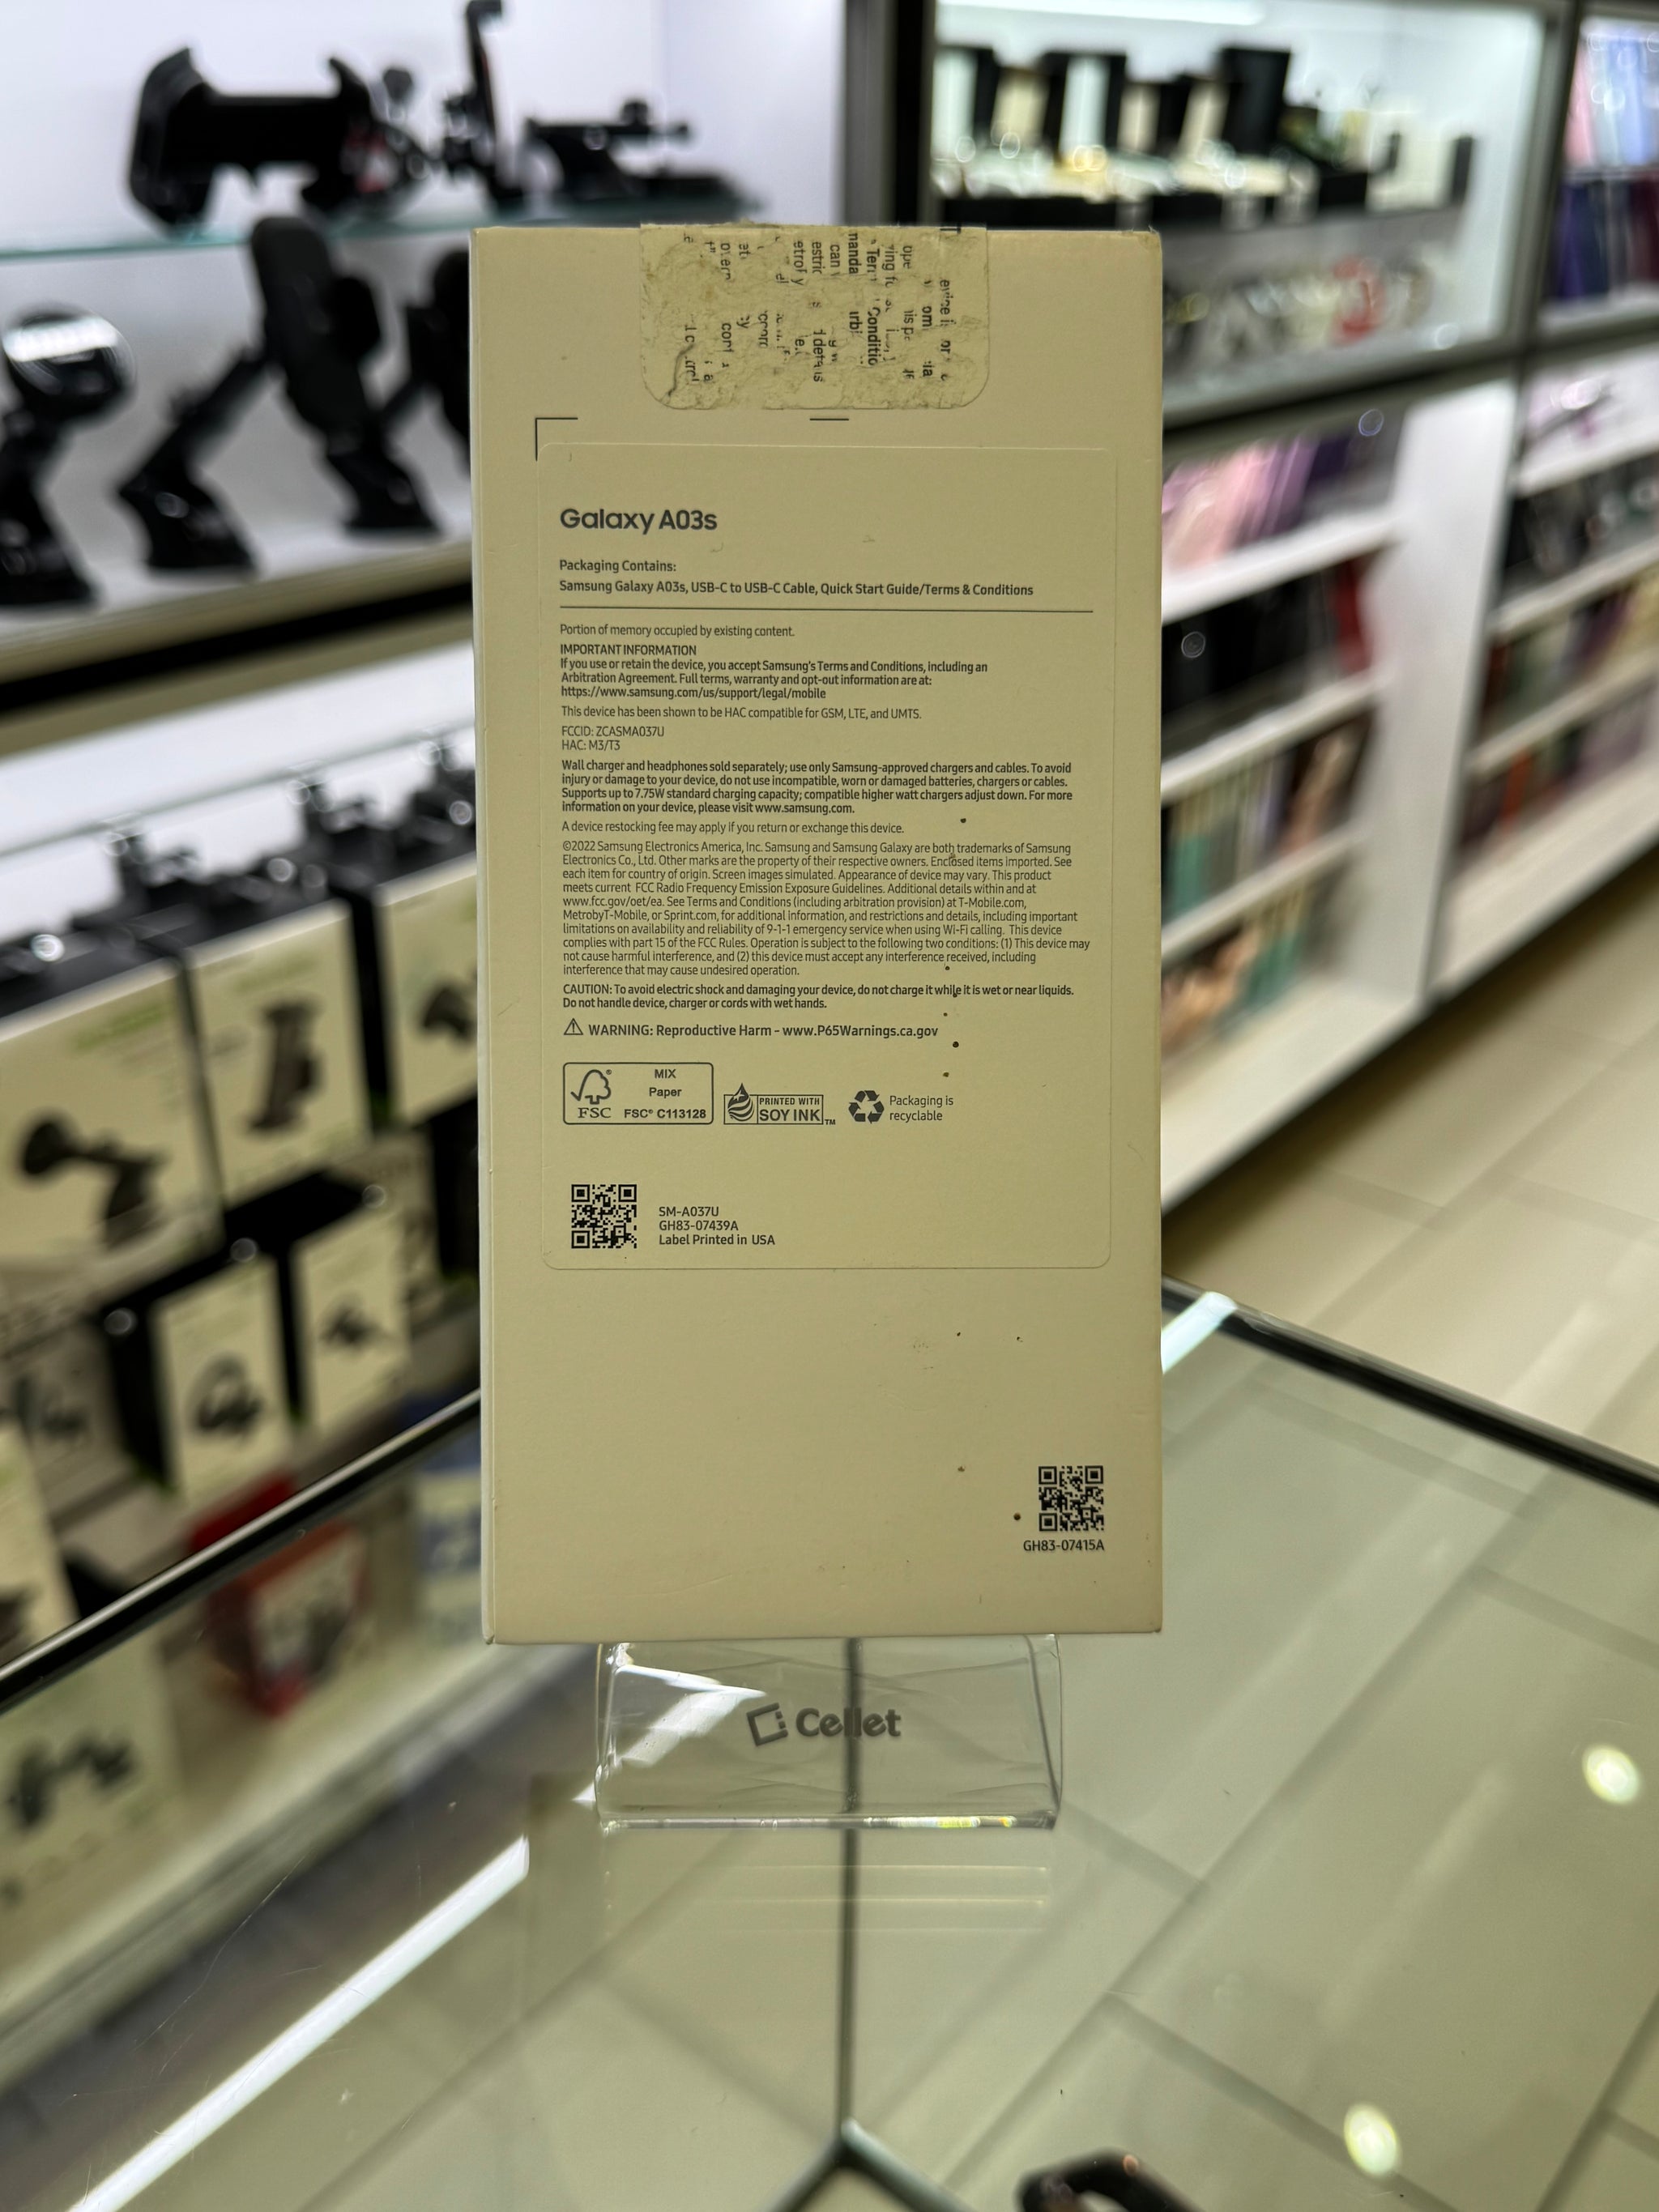 Galaxy A03s
Packaging Contains:
Samsung Galaxy A03s, USB-C to USB-C Cable, Quick Start Guide/Terms & Conditions
Portion of memory occupied by existing content.
IMPORTANT INFORMATION
If you use or retain the device, you accept Samsung's Terms and Conditions, including an
Arbitration Agreement. Full terms, warranty and opt-out information are at:
https://www.samsung.com/us/support/legal/mobile
This device has been shown to be HAC compatible for GSM, LTE, and UMTS.
FCCID: ZCASMA037U
HAC: M3/T3
Wall charger and headphones sold separately; use only Samsung-approved chargers and cables. To avoid
injury or damage to your device, do not use incompatible, worn or damaged batteries, chargers or cables.
Supports up to 7.75W standard charging capacity; compatible higher watt chargers adjust down. For more
information on your device, please visit www.samsung.com.
A device restocking fee may apply if you return or exchange this device.
©2022 Samsung Electronics America, Inc. Samsung and Samsung Galaxy are both trademarks of Samsung
Electronics Co., Ltd. Other marks are the property of their respective owners. Enclosed items imported. See
each item for country of origin. Screen images simulated. Appearance of device may vary. This product
meets current FCC Radio Frequency Emission Exposure Guidelines. Additional details within and at
www.fcc.gov/oet/ea. See Terms and Conditions (including arbitration provision) at T-Mobile.com,
MetrobyT-Mobile, or Sprint.com, for additional information, and restrictions and details, including important
limitations on availability and reliability of 9-1-1 emergency service when using Wi-Fi calling. This device
complies with part 15 of the FCC Rules. Operation is subject to the following two conditions: (1) This device may
not cause harmful interference, and (2) this device must accept any interference received, including
interference that may cause undesired operation.
CAUTION: To avoid electric shock and damaging your device, do not charge it while it is wet or near liquids.
Do not handle device, charger or cords with wet hands.
WARNING: Reproductive Harm - www.P65Warnings.ca.gov
FSC
MIX
Paper
FSC® C113128
PRINTED WITH
SOY INK™
Packaging is
recyclable
SM-A037U
GH83-07439A
Label Printed in USA
GH83-07415A
Cellet